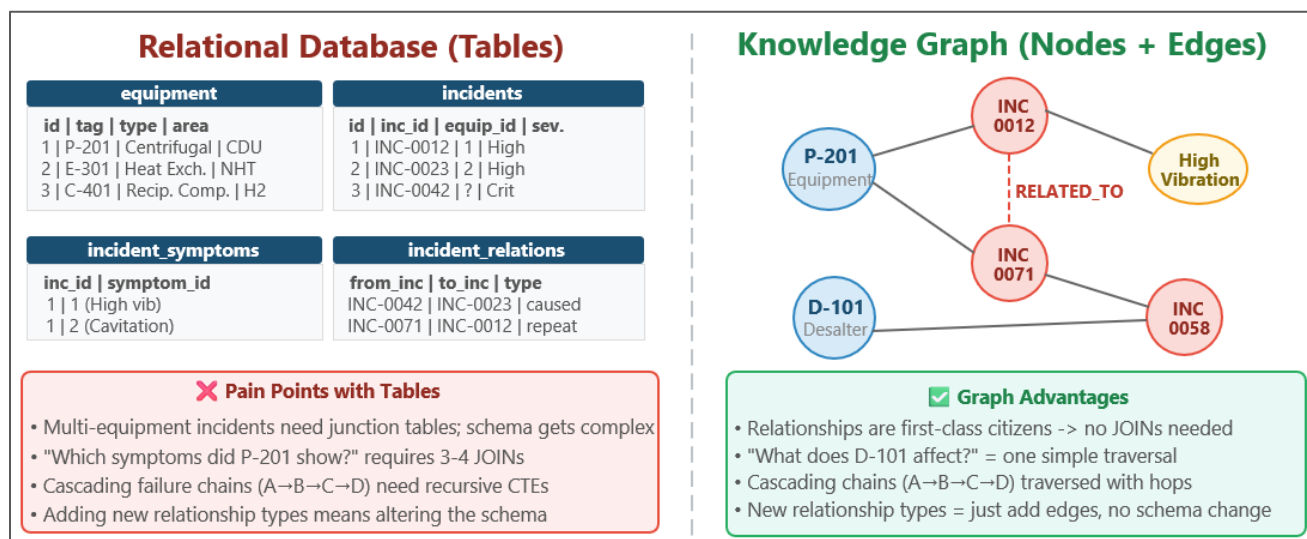 Relational Database (Tables)
equipment
id | tag | type | area
1 | P-201 | Centrifugal | CDU
2 | E-301 | Heat Exch. | NHT
3 | C-401 | Recip. Comp. | H2
incidents
id | inc_id | equip_id | sev.
1 | INC-0012 | 1 | High
2 | INC-0023 | 2 | High
3 | INC-0042 | ? | Crit
incident_symptoms
inc_id | symptom_id
1 | 1 (High vib)
1 | 2 (Cavitation)
incident_relations
from_inc | to_inc | type
INC-0042 | INC-0023 | caused
INC-0071 | INC-0012 | repeat
❌ Pain Points with Tables
• Multi-equipment incidents need junction tables; schema gets complex
• "Which symptoms did P-201 show?" requires 3-4 JOINs
• Cascading failure chains (A→B→C→D) need recursive CTEs
• Adding new relationship types means altering the schema
Knowledge Graph (Nodes + Edges)
INC
0012
P-201
Equipment
High
Vibration
RELATED_TO
INC
0071
D-101
Desalter
INC
0058
✅ Graph Advantages
• Relationships are first-class citizens -> no JOINs needed
• "What does D-101 affect?" = one simple traversal
• Cascading chains (A→B→C→D) traversed with hops
• New relationship types = just add edges, no schema change